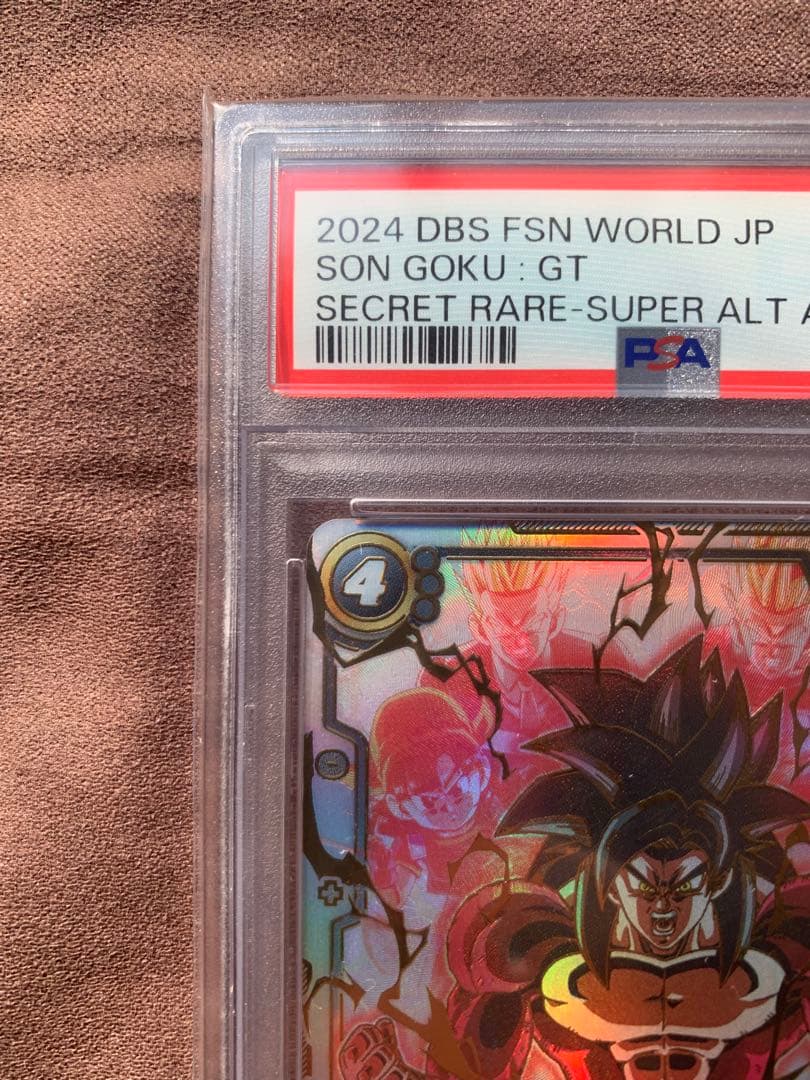 2024 DBS FSN WORLD JP
SON GOKU : GT
SECRET RARE-SUPER ALT
PSA
4
-
+